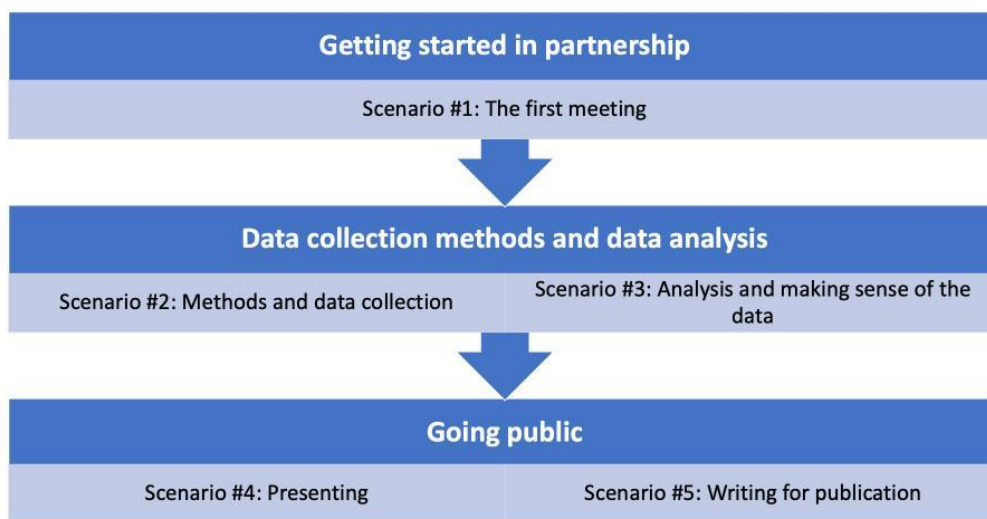 Getting started in partnership
Scenario #1: The first meeting
Data collection methods and data analysis
Scenario #2: Methods and data collection
Scenario #3: Analysis and making sense of the
data
Going public
Scenario #4: Presenting
Scenario #5: Writing for publication